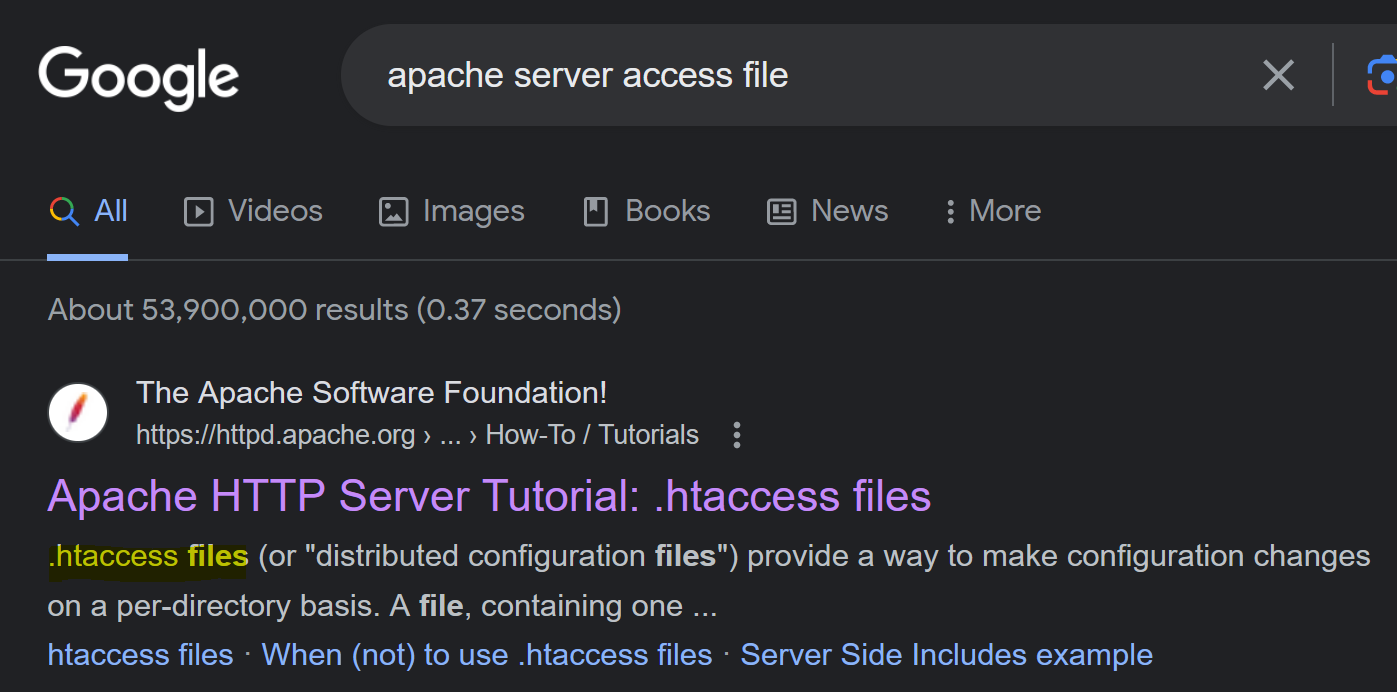 Google
apache server access file
All Videos Images Books News More
About 53,900,000 results (0.37 seconds)
The Apache Software Foundation!
https://httpd.apache.org › ... › How-To / Tutorials
Apache HTTP Server Tutorial: .htaccess files
.htaccess files (or "distributed configuration files") provide a way to make configuration changes
on a per-directory basis. A file, containing one ...
htaccess files · When (not) to use .htaccess files · Server Side Includes example